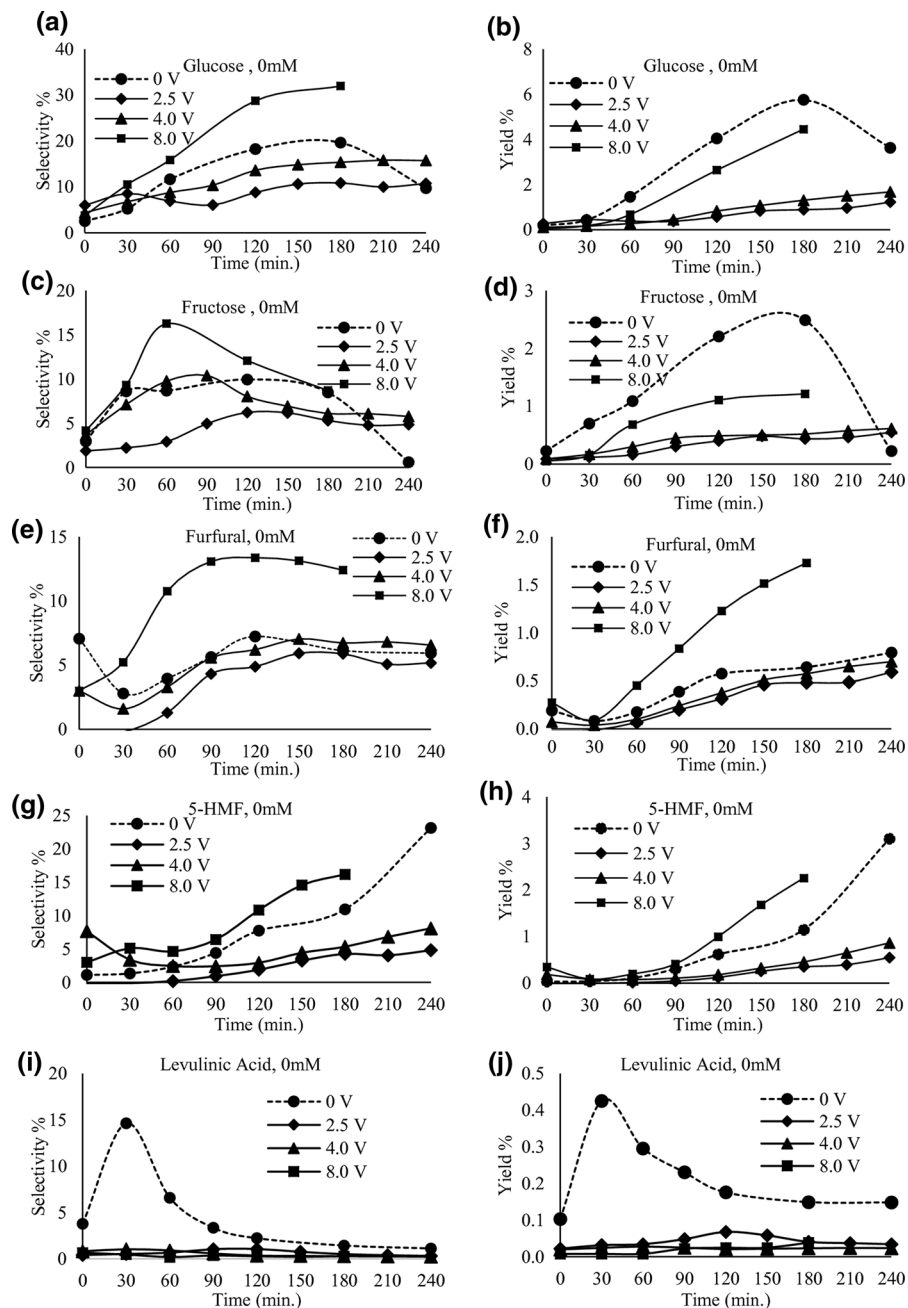 (a)
40
Glucose , 0mM
0 V
30
2.5 V
4.0 V
20
8.0 V
10
0
Selectivity %
0 30 60 90 120 150 180 210 240
Time (min.)
(b)
8
Glucose, 0mM
0 V
6
2.5 V
4.0 V
4
8.0 V
2
0
Yield %
0 30 60 90 120 150 180 210 240
Time (min.)
(c)
20
Fructose , 0mM
0 V
15
2.5 V
4.0 V
10
8.0 V
5
0
Selectivity %
0 30 60 90 120 150 180 210 240
Time (min.)
(d)
3
Fructose, 0mM
0 V
2
2.5 V
4.0 V
8.0 V
1
0
Yield %
0 30 60 90 120 150 180 210 240
Time (min.)
(e)
15
Furfural, 0mM
0 V
10
2.5 V
4.0 V
8.0 V
5
0
Selectivity %
0 30 60 90 120 150 180 210 240
Time (min.)
(f)
2.0
Furfural, 0mM
0 V
1.5
2.5 V
4.0 V
1.0
8.0 V
0.5
0.0
Yield %
0 30 60 90 120 150 180 210 240
Time (min.)
(g)
25
5-HMF, 0mM
0 V
20
2.5 V
15
4.0 V
8.0 V
10
5
0
Selectivity %
0 30 60 90 120 150 180 210 240
Time (min.)
(h)
4
5-HMF, 0mM
0 V
3
2.5 V
4.0 V
2
8.0 V
1
0
Yield %
0 30 60 90 120 150 180 210 240
Time (min.)
(i)
20
Levulinic Acid, 0mM
0 V
15
2.5 V
4.0 V
10
8.0 V
5
0
Selectivity %
0 30 60 90 120 150 180 210 240
Time (min.)
(j)
0.5
Levulinic Acid, 0mM
0 V
0.4
2.5 V
0.3
4.0 V
8.0 V
0.2
0.1
0.0
Yield %
0 30 60 90 120 150 180 210 240
Time (min.)